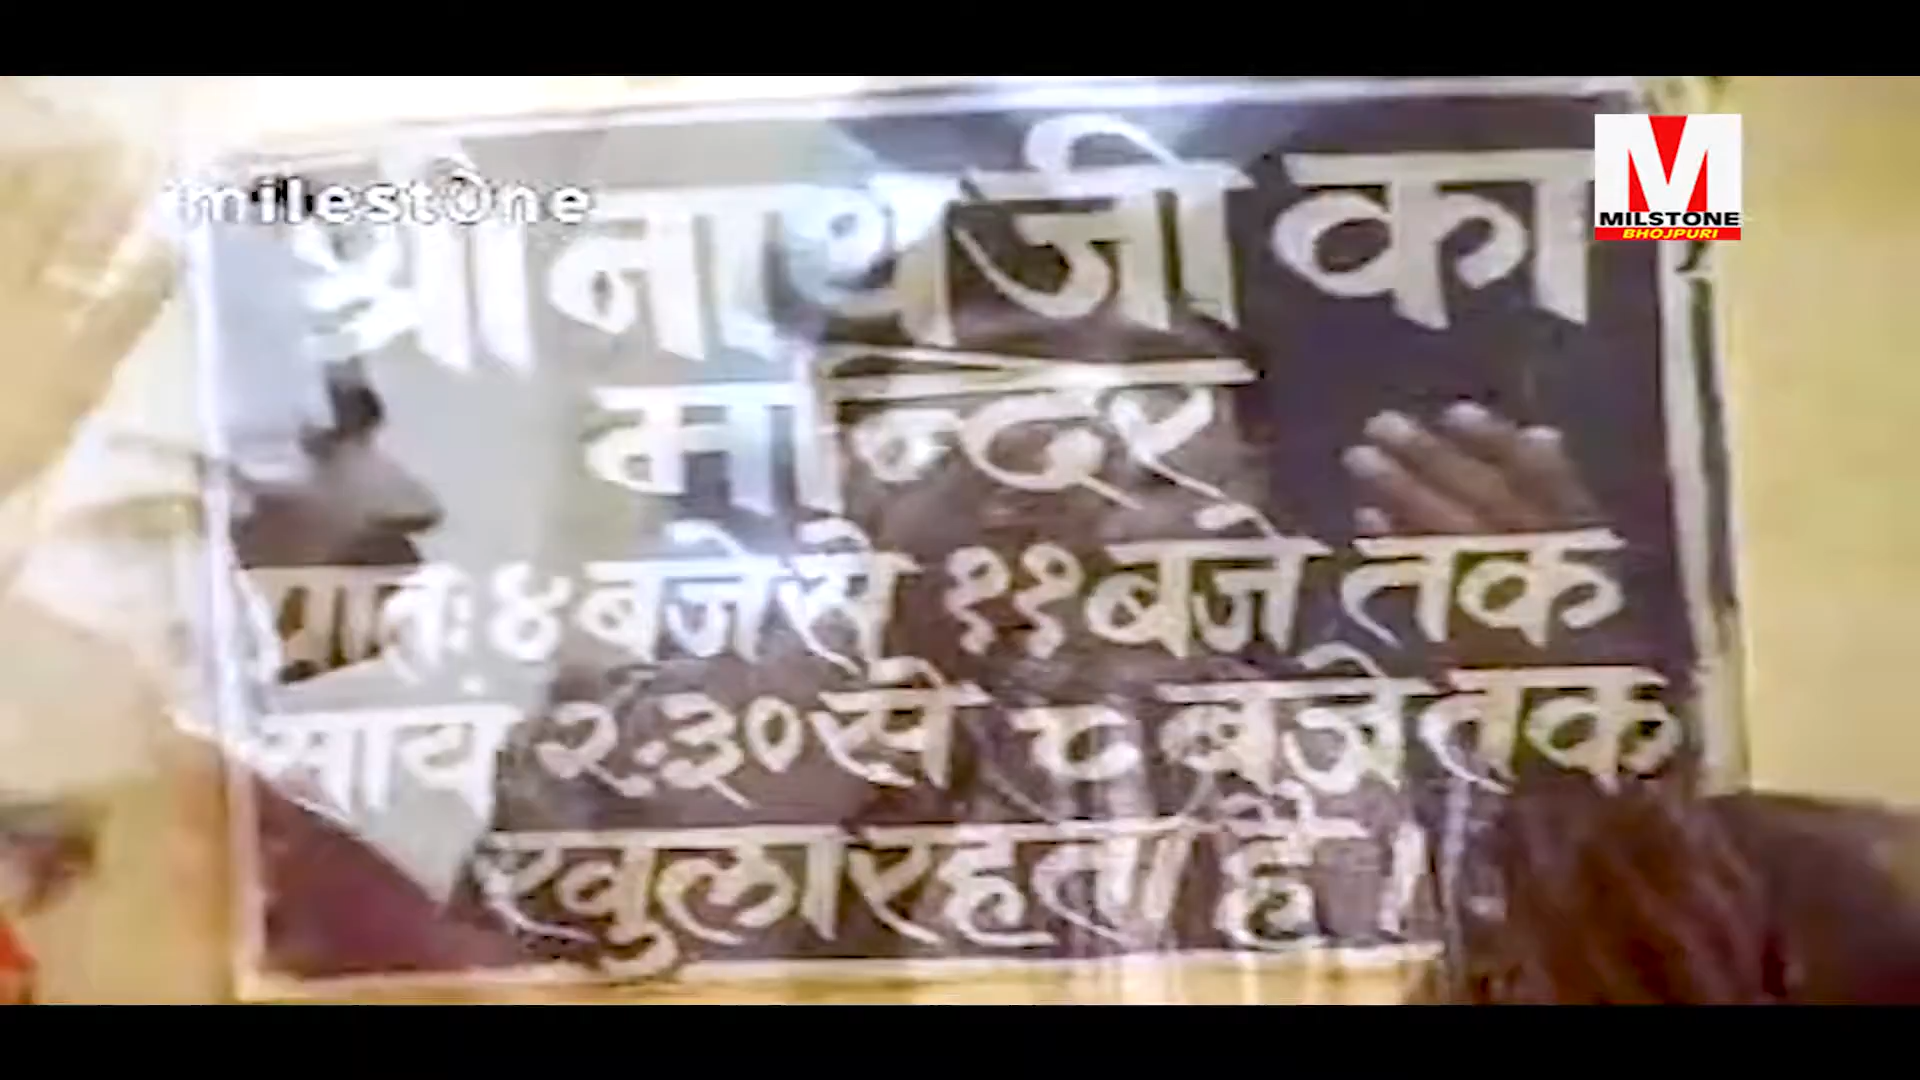 milestone
M
MILSTONE
BHOJPURI
श्रीनाथजी का
मन्दिर
प्रातः ४ बजे से ११ बजे तक
सायं २:३० से ८ बजे तक
खुला रहता है ।